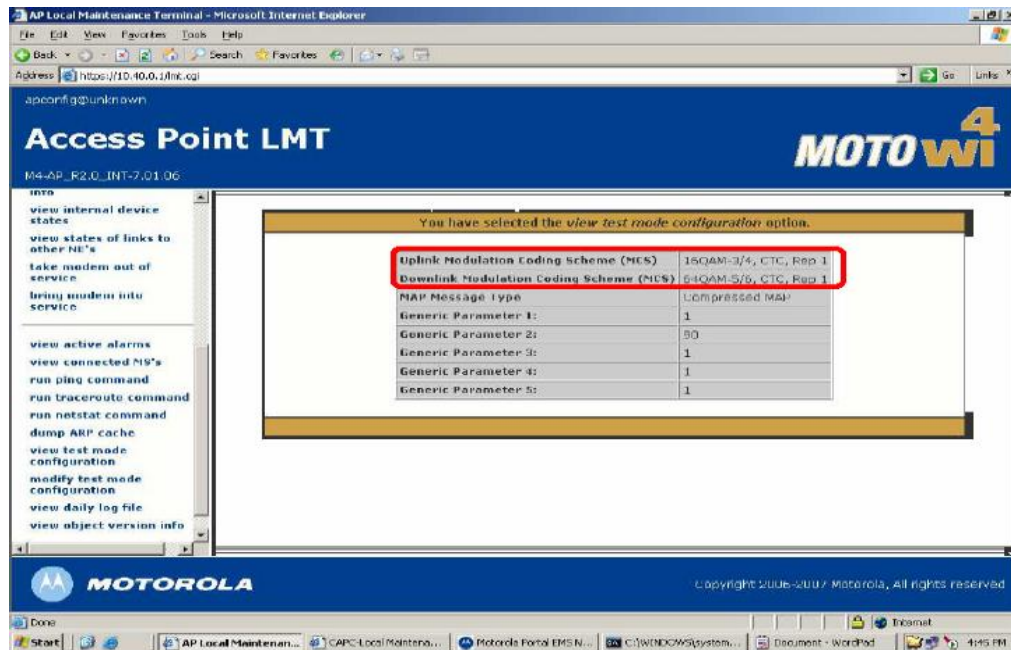 AP Local Maintenance Terminal - Microsoft Internet Explorer
File Edit View Favorites Tools Help
Back Search Favorites
Address https://10.40.0.1/lmt.cgi Go Links
apconfig@unknown
Access Point LMT
MOTOwi4
M4-AP_R2.0_INT-7.01.06
info
view internal device
states
view states of links to
other NE's
take modem out of
service
bring modem into
service
view active alarms
view connected MS's
run ping command
run traceroute command
run netstat command
dump ARP cache
view test mode
configuration
modify test mode
configuration
view daily log file
view object version info
You have selected the view test mode configuration option.
Uplink Modulation Coding Scheme (MCS) 16QAM-3/4, CTC, Rep 1
Downlink Modulation Coding Scheme (MCS) 64QAM-5/6, CTC, Rep 1
MAP Message Type Compressed MAP
Generic Parameter 1: 1
Generic Parameter 2: 90
Generic Parameter 3: 1
Generic Parameter 4: 1
Generic Parameter 5: 1
MOTOROLA
Copyright 2006-2007 Motorola, All rights reserved
Done Internet
Start AP Local Maintenan... CAPC-Local Maintena... Motorola Portal EMS N... C:\WINDOWS\system... Document - WordPad 4:45 PM